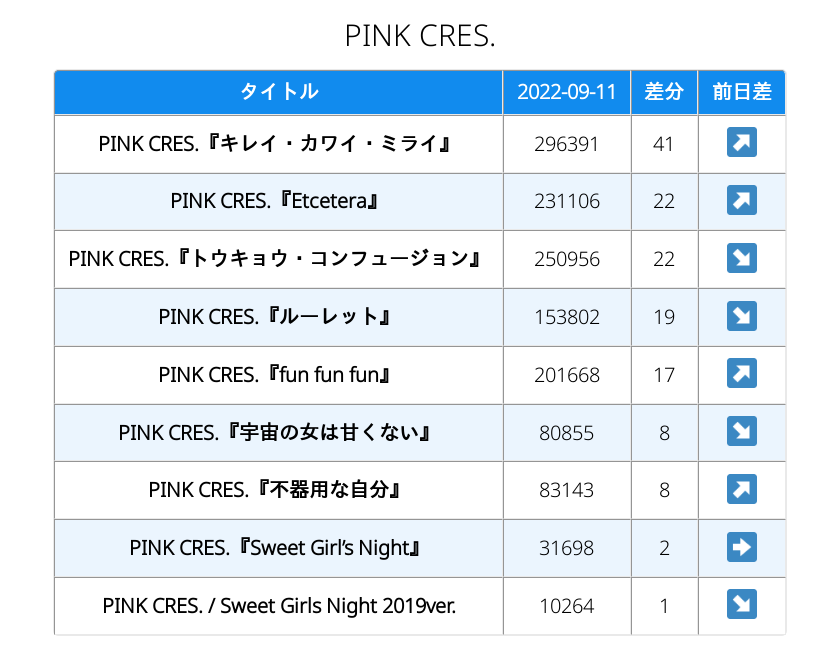 PINK CRES.
タイトル 2022-09-11 差分 前日差
PINK CRES.『キレイ・カワイ・ミライ』 296391 41
PINK CRES.『Etcetera』 231106 22
PINK CRES.『トウキョウ・コンフュージョン』 250956 22
PINK CRES.『ルーレット』 153802 19
PINK CRES.『fun fun fun』 201668 17
PINK CRES.『宇宙の女は甘くない』 80855 8
PINK CRES.『不器用な自分』 83143 8
PINK CRES.『Sweet Girl’s Night』 31698 2
PINK CRES. / Sweet Girls Night 2019ver. 10264 1